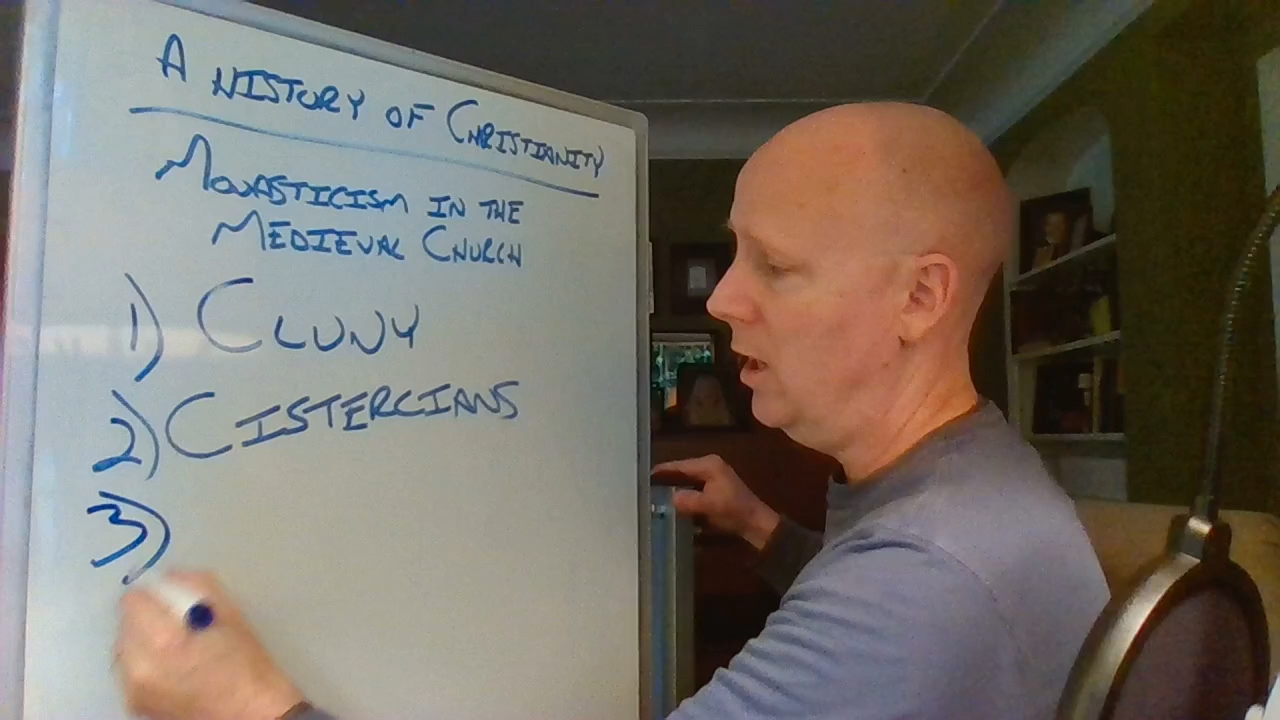 A HISTORY OF CHRISTIANITY
MONASTICISM IN THE
MEDIEVAL CHURCH
1) CLUNY
2) CISTERCIANS
3)